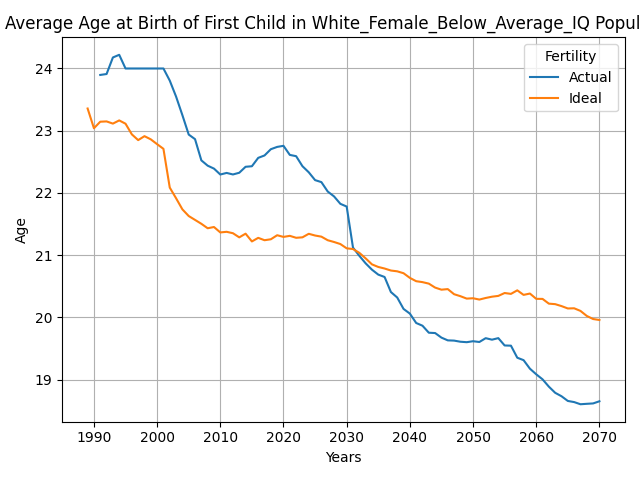 Average Age at Birth of First Child in White_Female_Below_Average_IQ Popul
Fertility
Actual
Ideal
Age
24
23
22
21
20
19
1990 2000 2010 2020 2030 2040 2050 2060 2070
Years